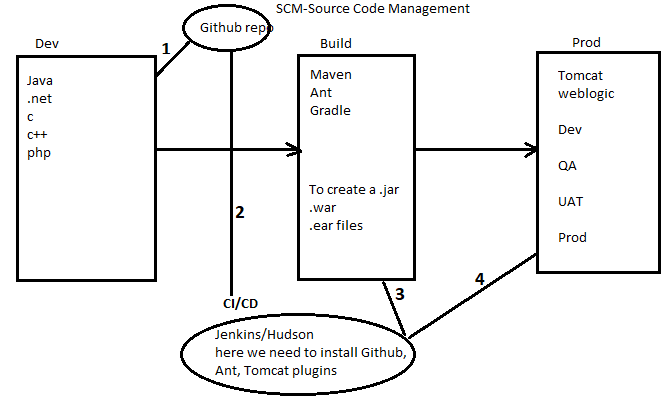 SCM-Source Code Management
Github repo
Dev
1
Build
Prod
Java
.net
c
c++
php
Maven
Ant
Gradle
To create a .jar
.war
.ear files
Tomcat
weblogic
Dev
QA
UAT
Prod
2
3
4
CI/CD
Jenkins/Hudson
here we need to install Github,
Ant, Tomcat plugins